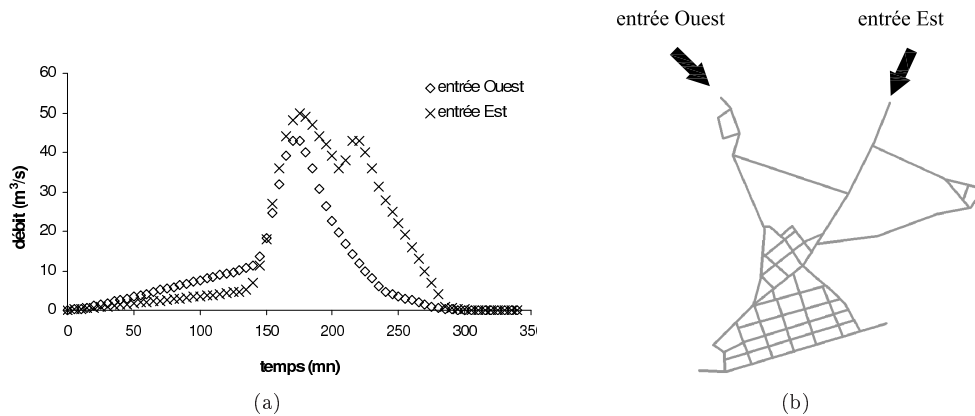 entrée Ouest
entrée Est
60
50
40
30
20
10
0
débit (m³/s)
entrée Ouest
entrée Est
0 50 100 150 200 250 300 35
temps (mn)
(a)
(b)